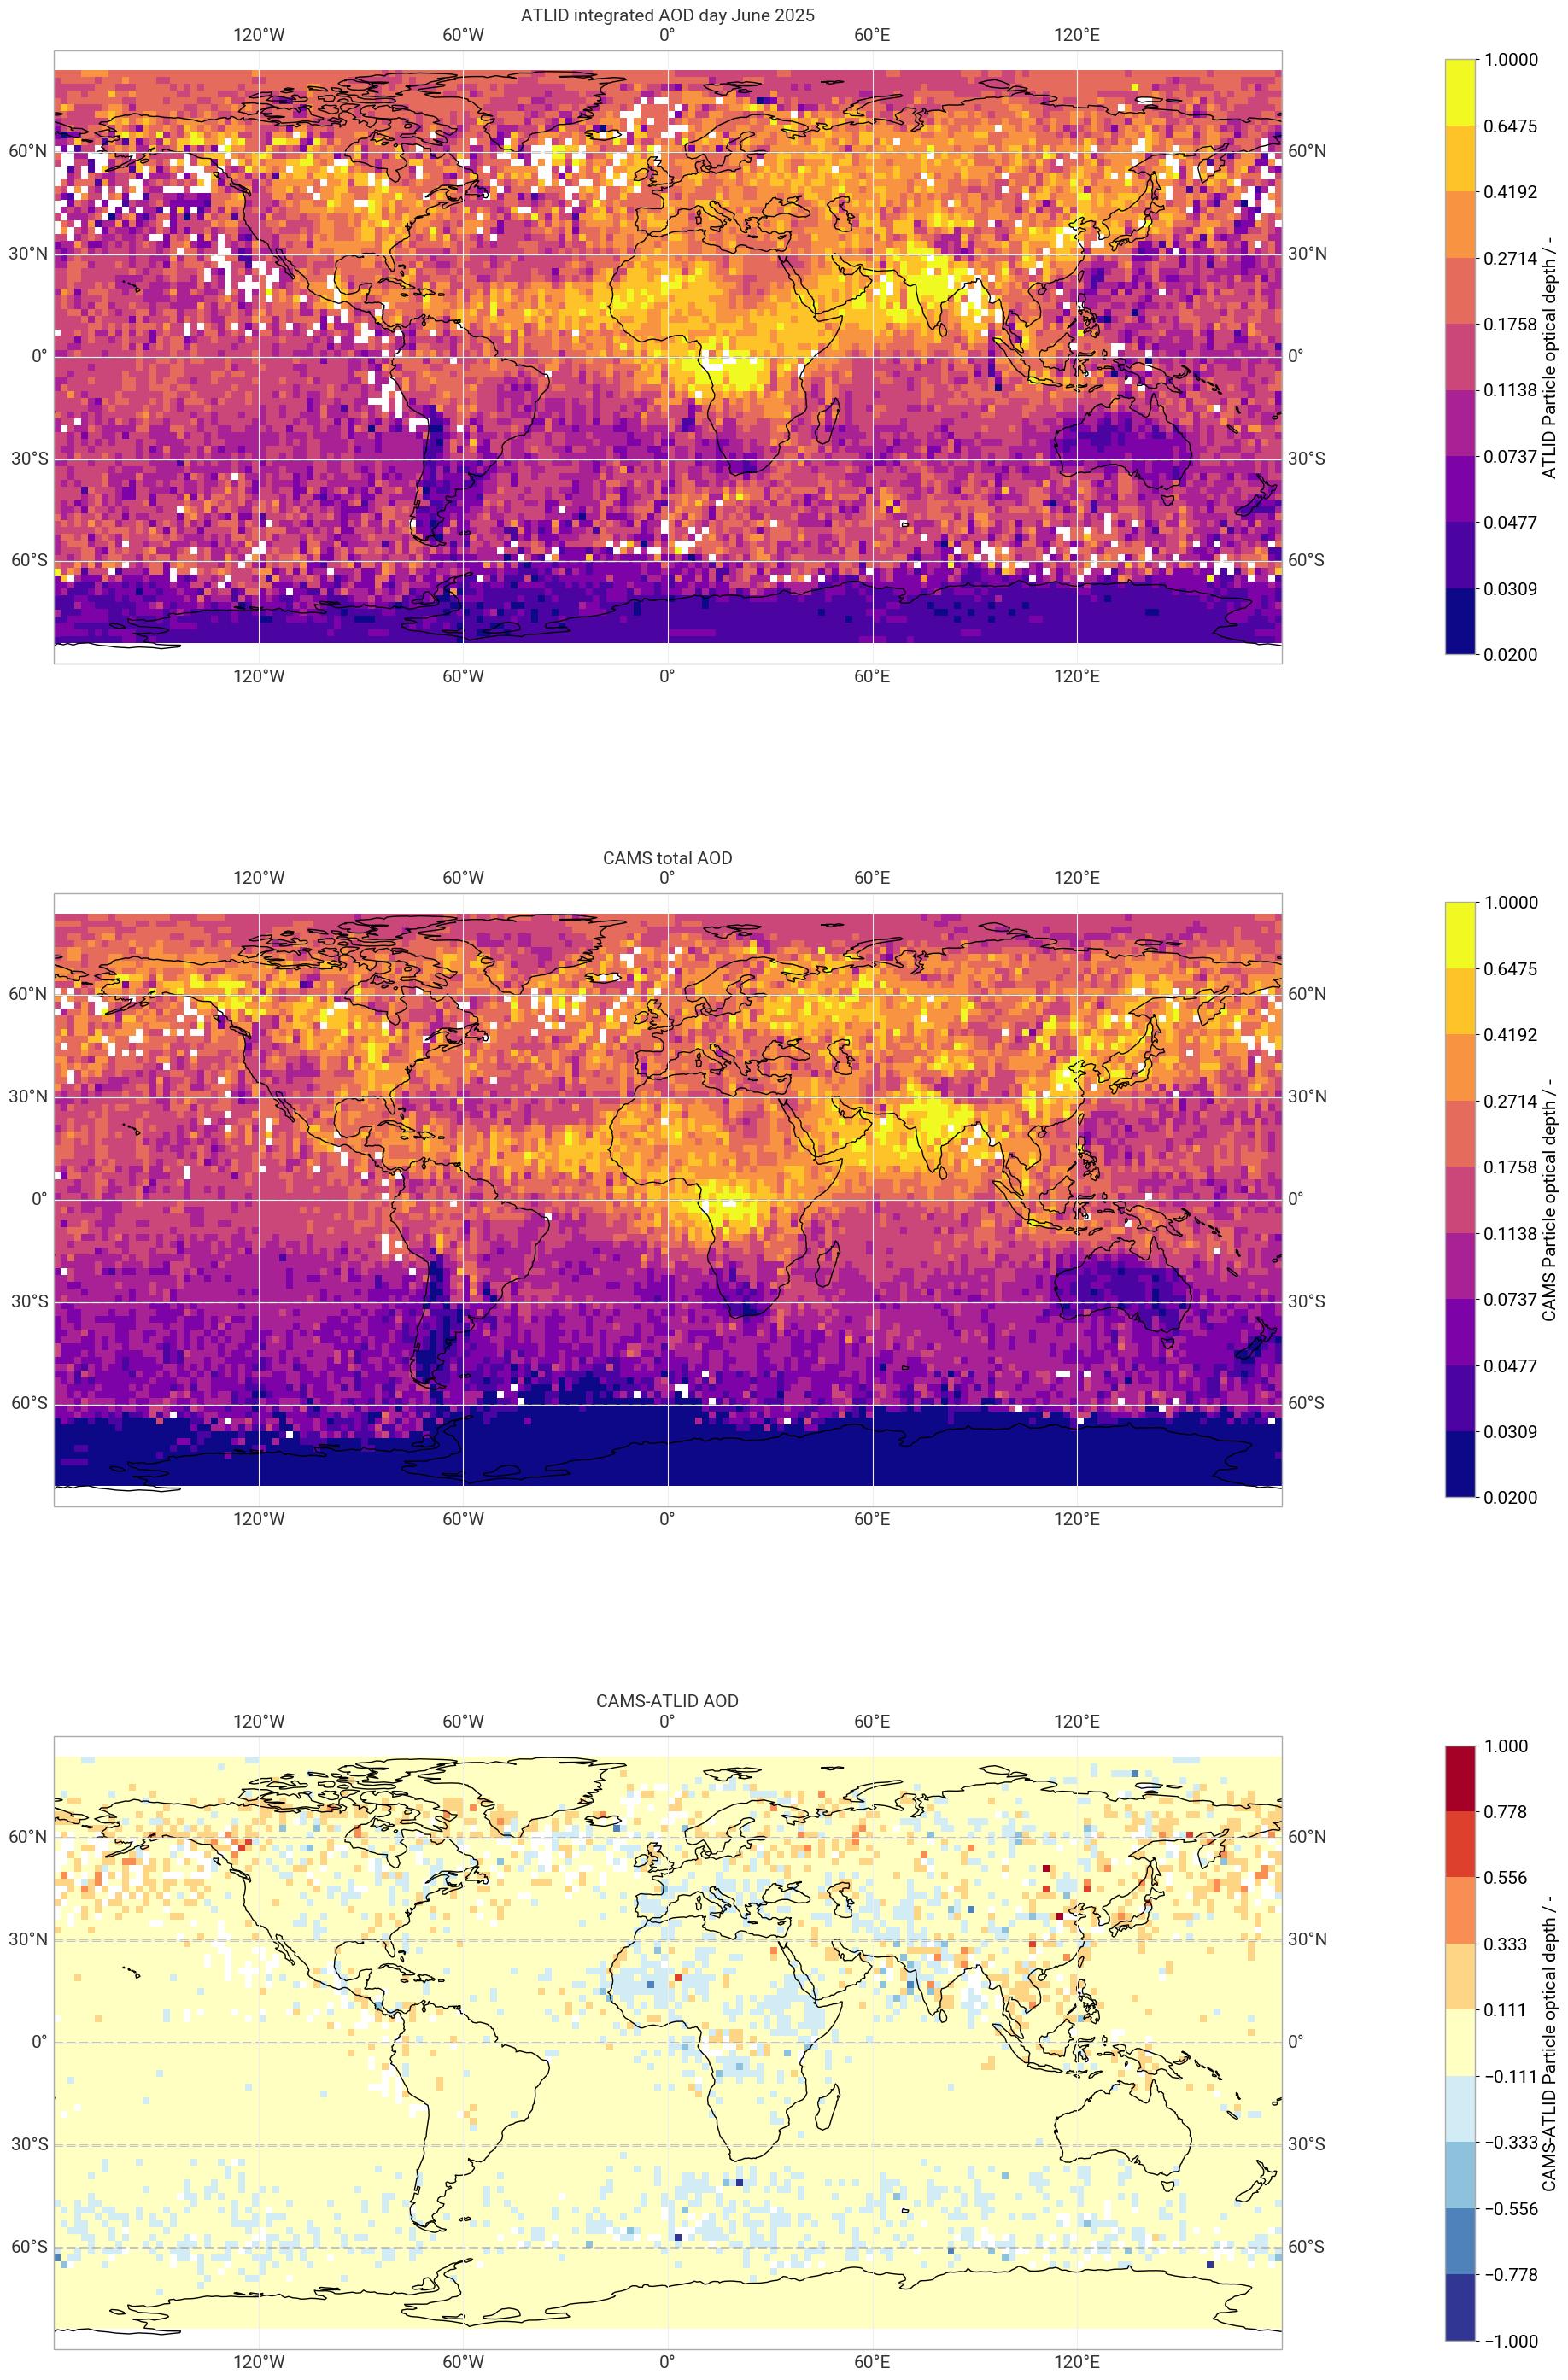 ATLID integrated AOD day June 2025
120°W 60°W 0° 60°E 120°E
60°N 60°N
30°N 30°N
0° 0°
30°S 30°S
60°S 60°S
120°W 60°W 0° 60°E 120°E
1.0000
0.6475
0.4192
0.2714
0.1758
0.1138
0.0737
0.0477
0.0309
0.0200
ATLID Particle optical depth / -
CAMS total AOD
120°W 60°W 0° 60°E 120°E
60°N 60°N
30°N 30°N
0° 0°
30°S 30°S
60°S 60°S
120°W 60°W 0° 60°E 120°E
1.0000
0.6475
0.4192
0.2714
0.1758
0.1138
0.0737
0.0477
0.0309
0.0200
CAMS Particle optical depth / -
CAMS-ATLID AOD
120°W 60°W 0° 60°E 120°E
60°N 60°N
30°N 30°N
0° 0°
30°S 30°S
60°S 60°S
120°W 60°W 0° 60°E 120°E
1.000
0.778
0.556
0.333
0.111
−0.111
−0.333
−0.556
−0.778
−1.000
CAMS-ATLID Particle optical depth / -